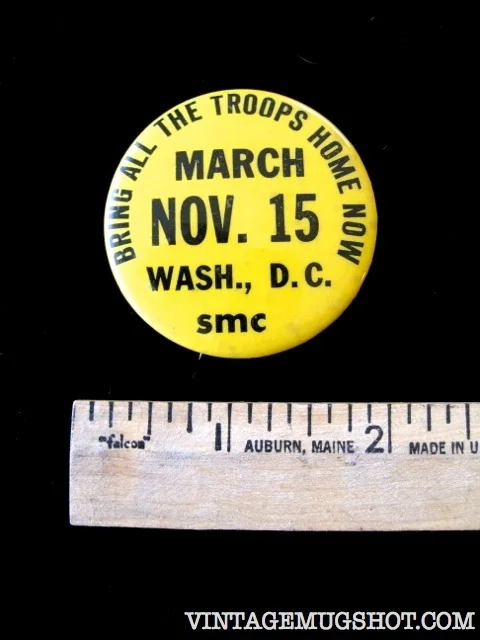 BRING ALL THE TROOPS HOME NOW
MARCH
NOV. 15
WASH., D.C.
smc
"falcon" 1 AUBURN, MAINE 2 MADE IN U
VINTAGEMUGSHOT.COM